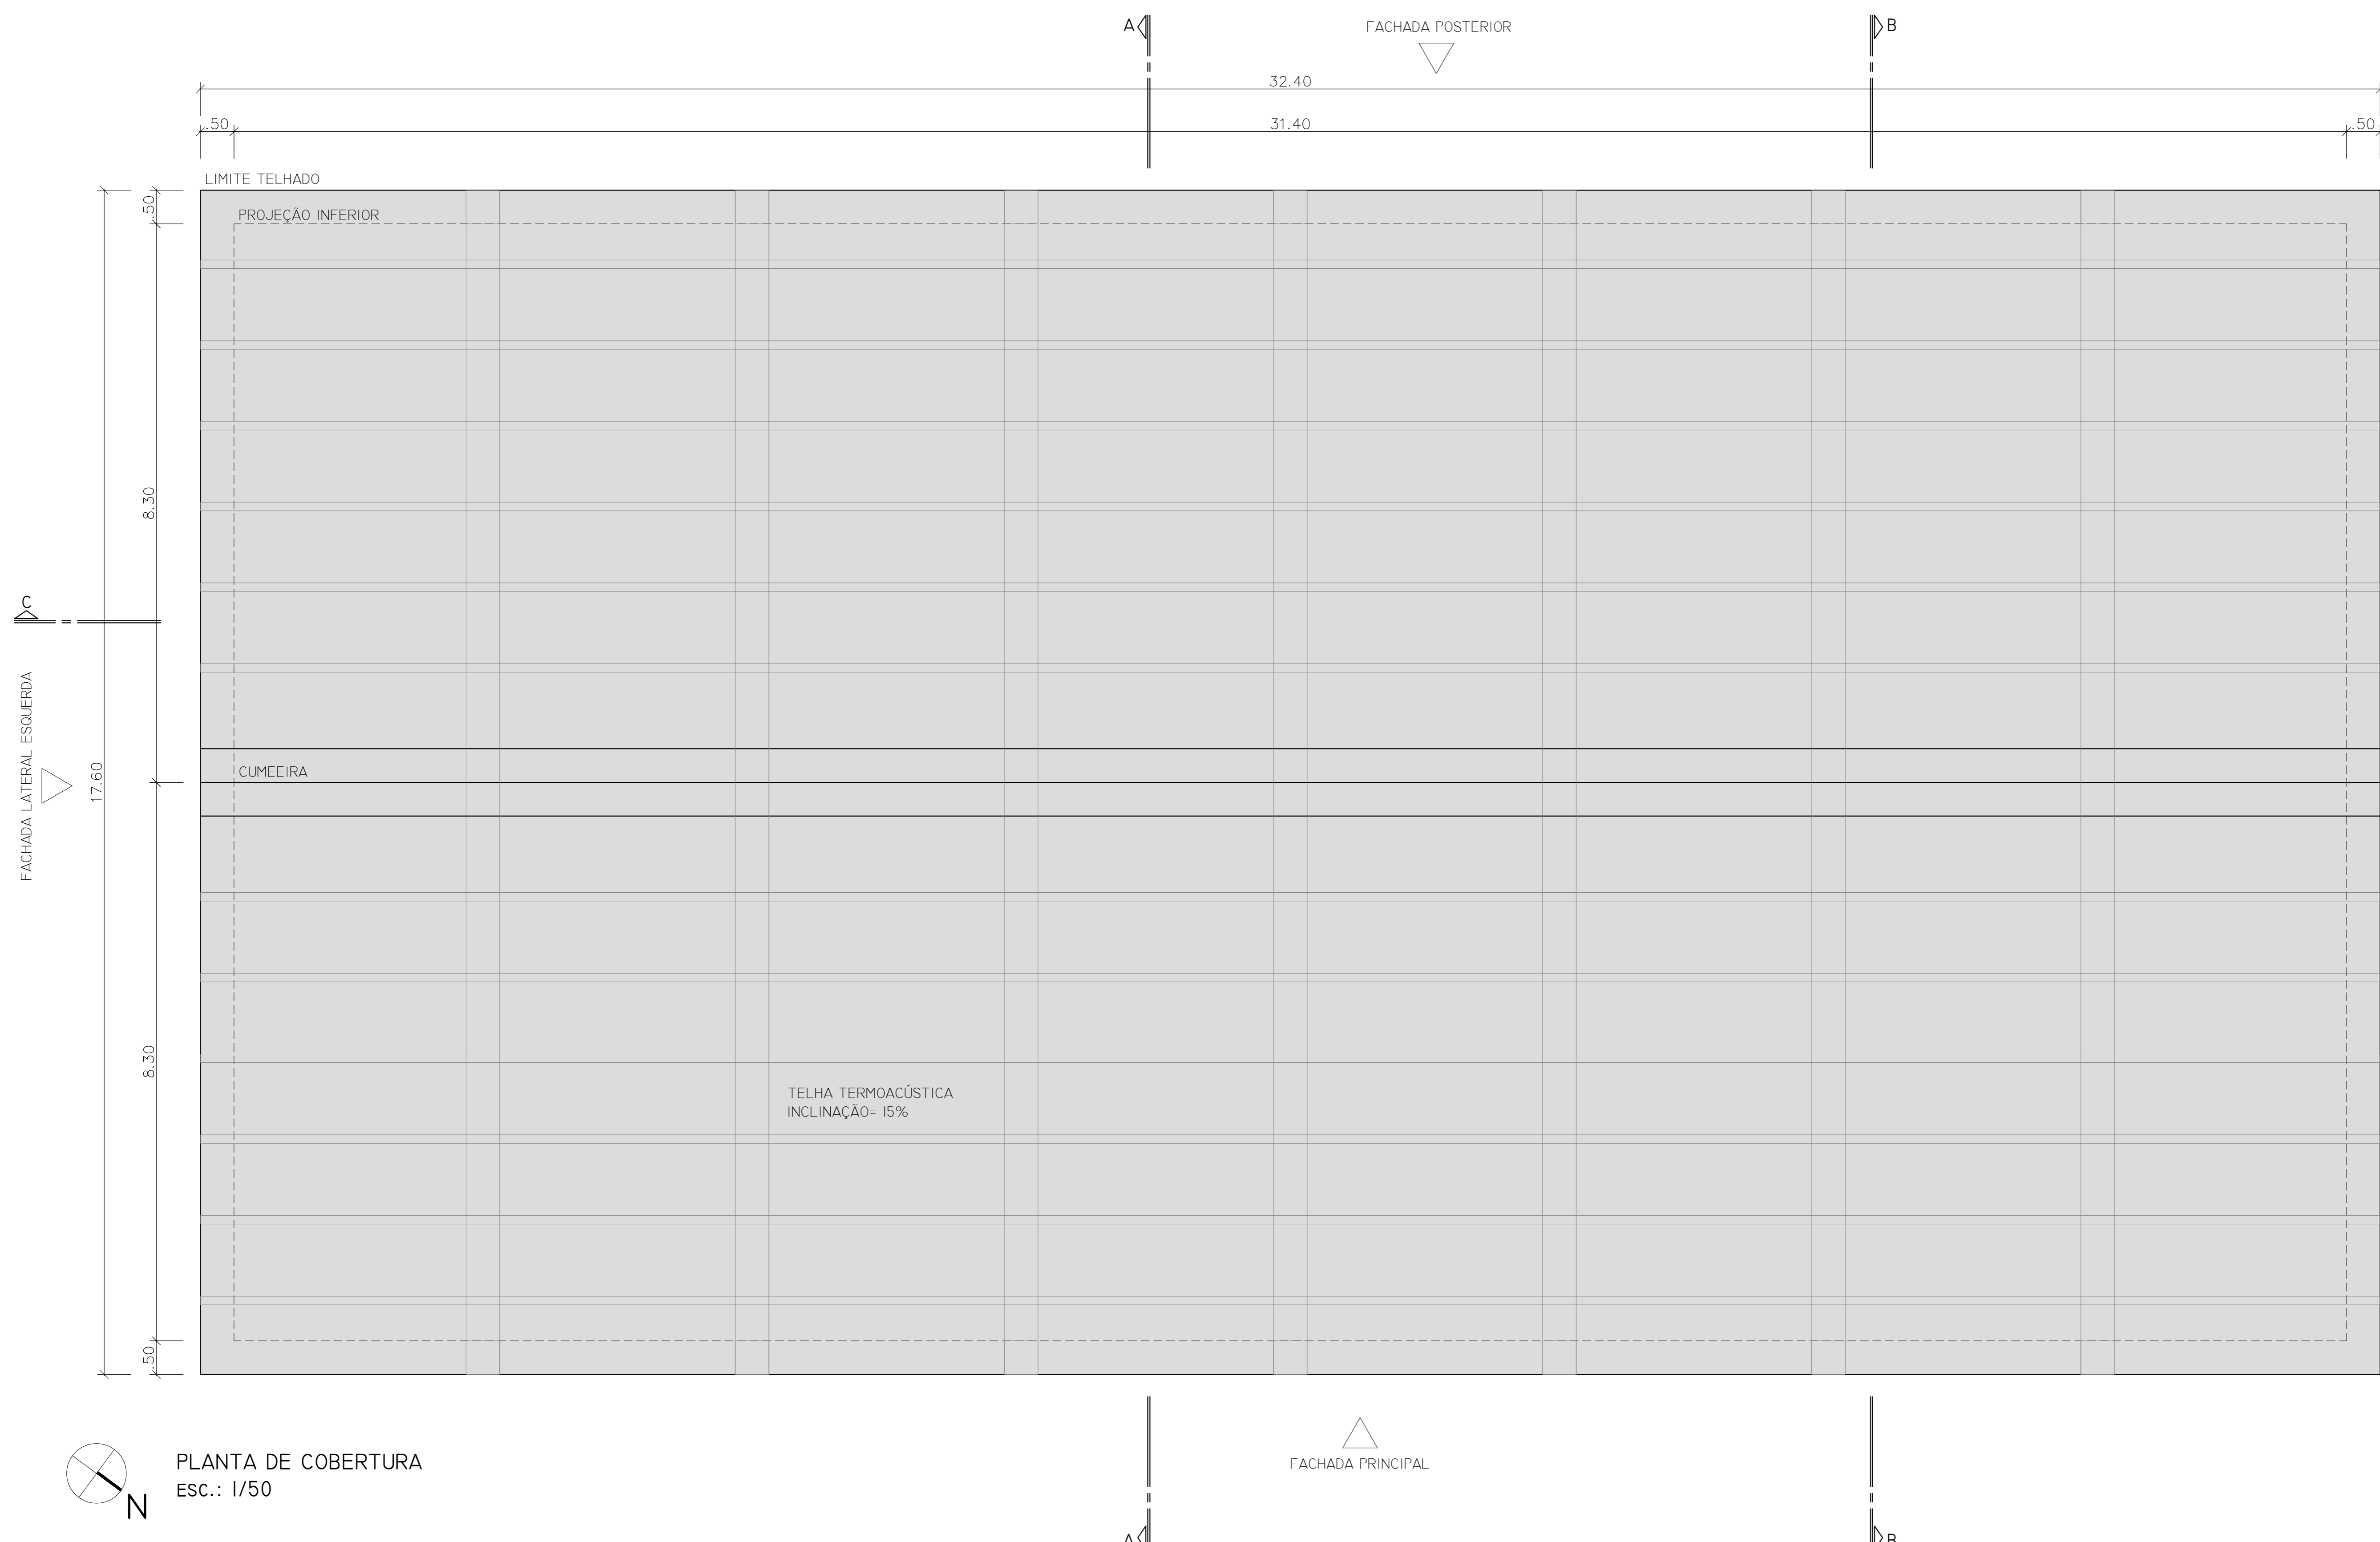 A
FACHADA POSTERIOR
B
32.40
.50
31.40
.50
LIMITE TELHADO
.50
PROJEÇÃO INFERIOR
8.30
C
FACHADA LATERAL ESQUERDA
17.60
CUMEEIRA
8.30
TELHA TERMOACÚSTICA
INCLINAÇÃO= 15%
.50
PLANTA DE COBERTURA
ESC.: 1/50
N
FACHADA PRINCIPAL
A
B